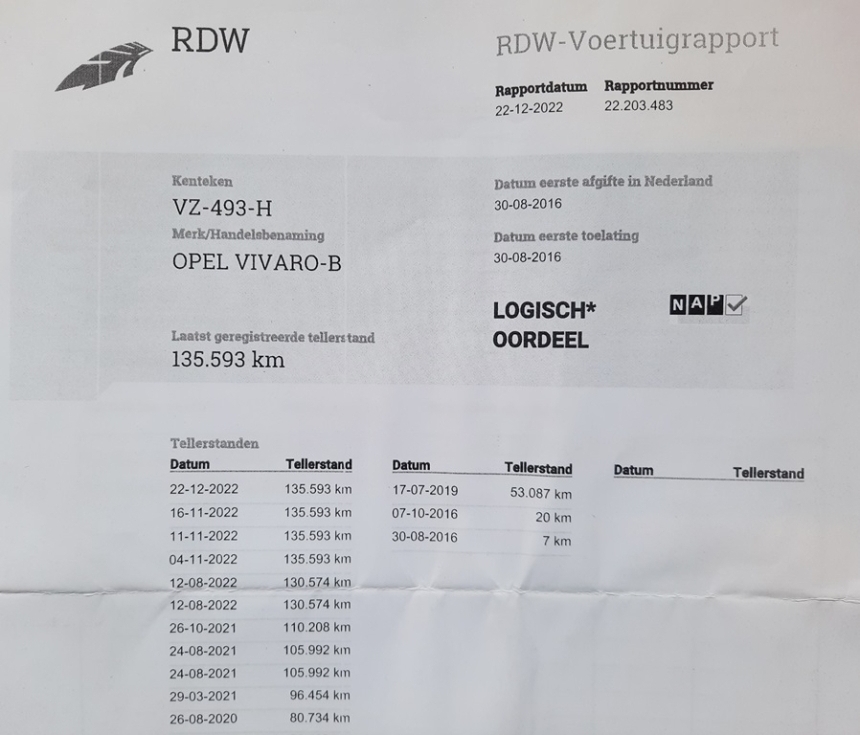 RDW
RDW-Voertuigrapport
Rapportdatum Rapportnummer
22-12-2022 22.203.483
Kenteken
VZ-493-H
Merk/Handelsbenaming
OPEL VIVARO-B
Laatst geregistreerde tellerstand
135.593 km
Datum eerste afgifte in Nederland
30-08-2016
Datum eerste toelating
30-08-2016
LOGISCH*
OORDEEL
NAP
Tellerstanden
Datum Tellerstand
22-12-2022 135.593 km
16-11-2022 135.593 km
11-11-2022 135.593 km
04-11-2022 135.593 km
12-08-2022 130.574 km
12-08-2022 130.574 km
26-10-2021 110.208 km
24-08-2021 105.992 km
24-08-2021 105.992 km
29-03-2021 96.454 km
26-08-2020 80.734 km
Datum Tellerstand
17-07-2019 53.087 km
07-10-2016 20 km
30-08-2016 7 km
Datum Tellerstand